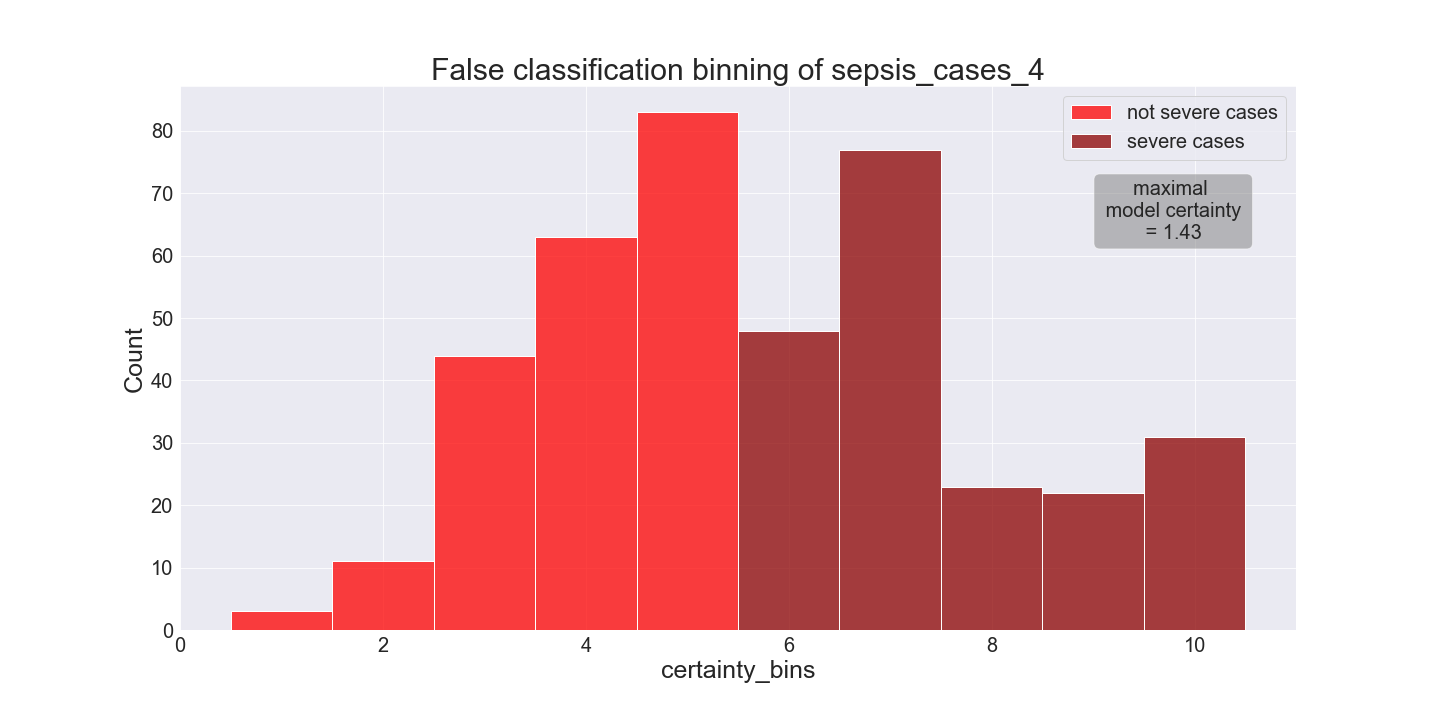 False classification binning of sepsis_cases_4
not severe cases
severe cases
maximal
model certainty
= 1.43
Count
80
70
60
50
40
30
20
10
0
0 2 4 6 8 10
certainty_bins